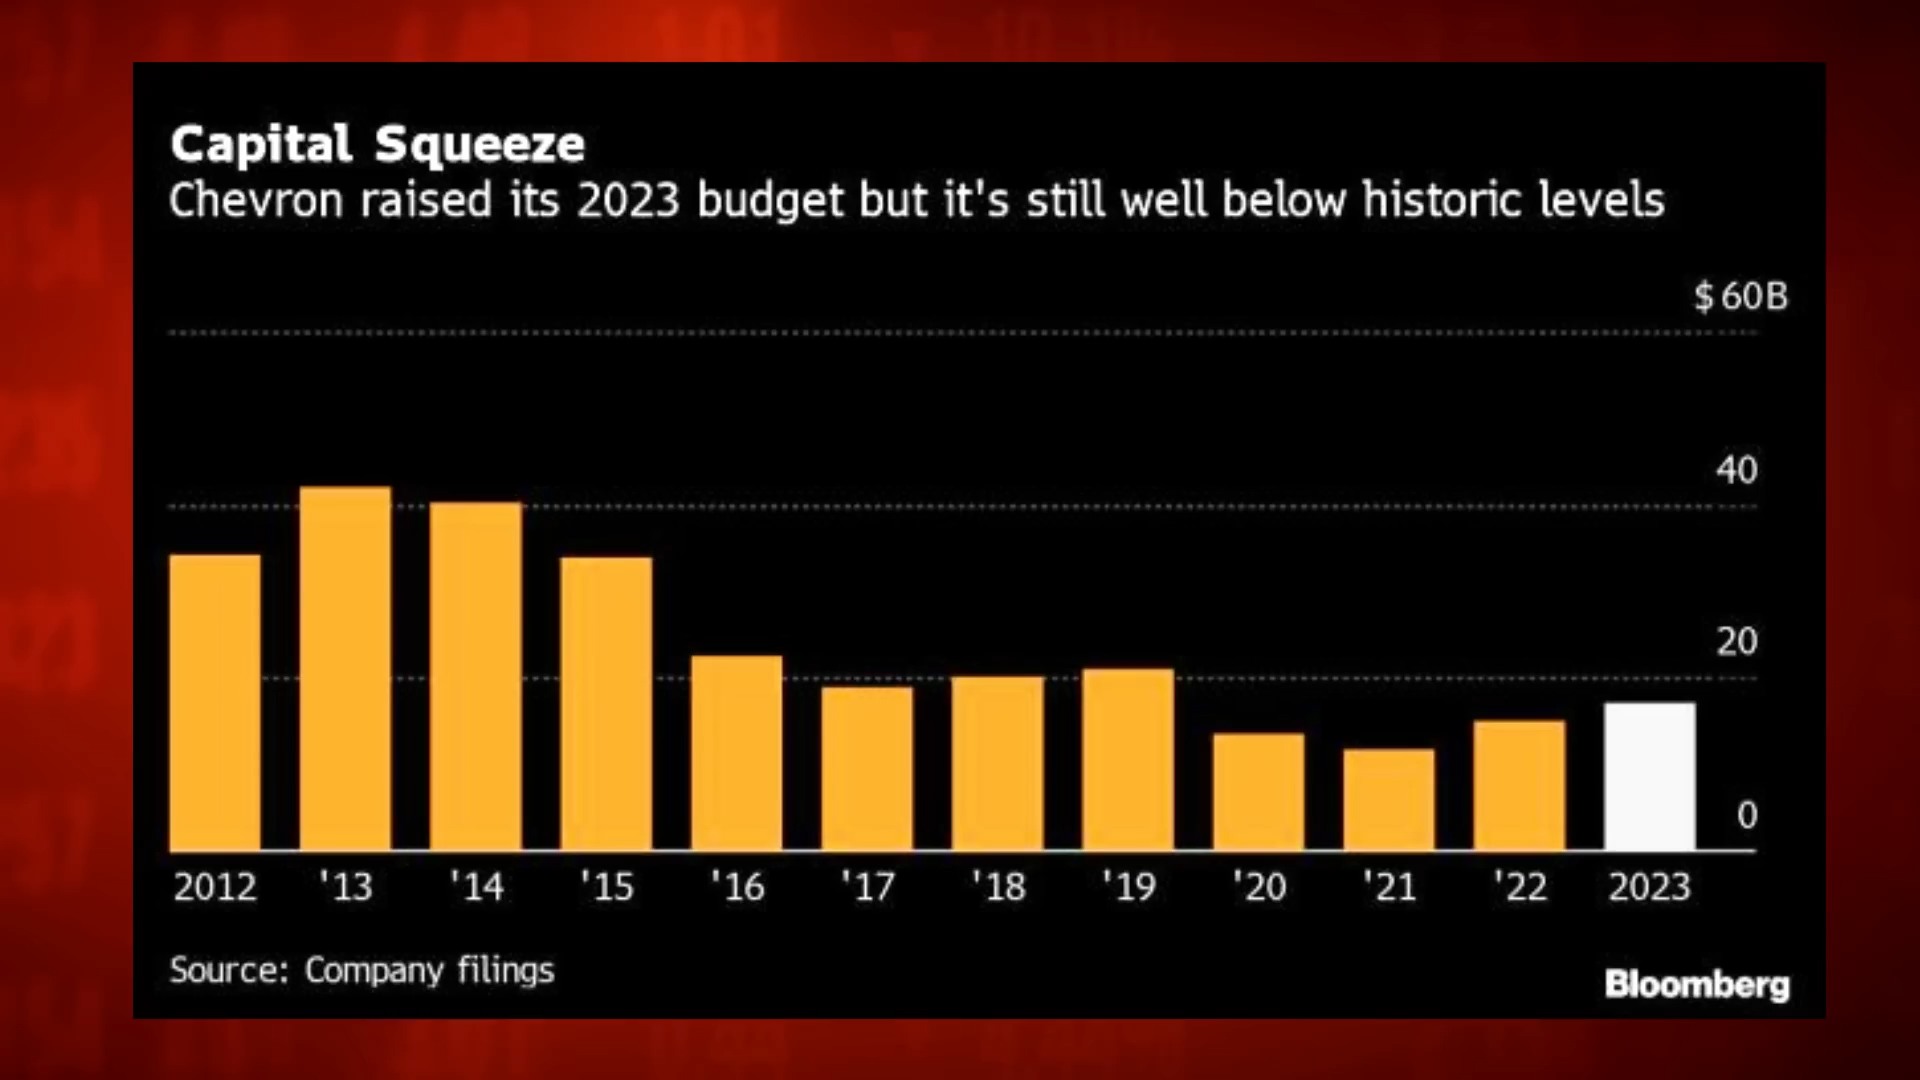 Capital Squeeze
Chevron raised its 2023 budget but it's still well below historic levels
$60B
40
20
0
2012 '13 '14 '15 '16 '17 '18 '19 '20 '21 '22 2023
Source: Company filings
Bloomberg